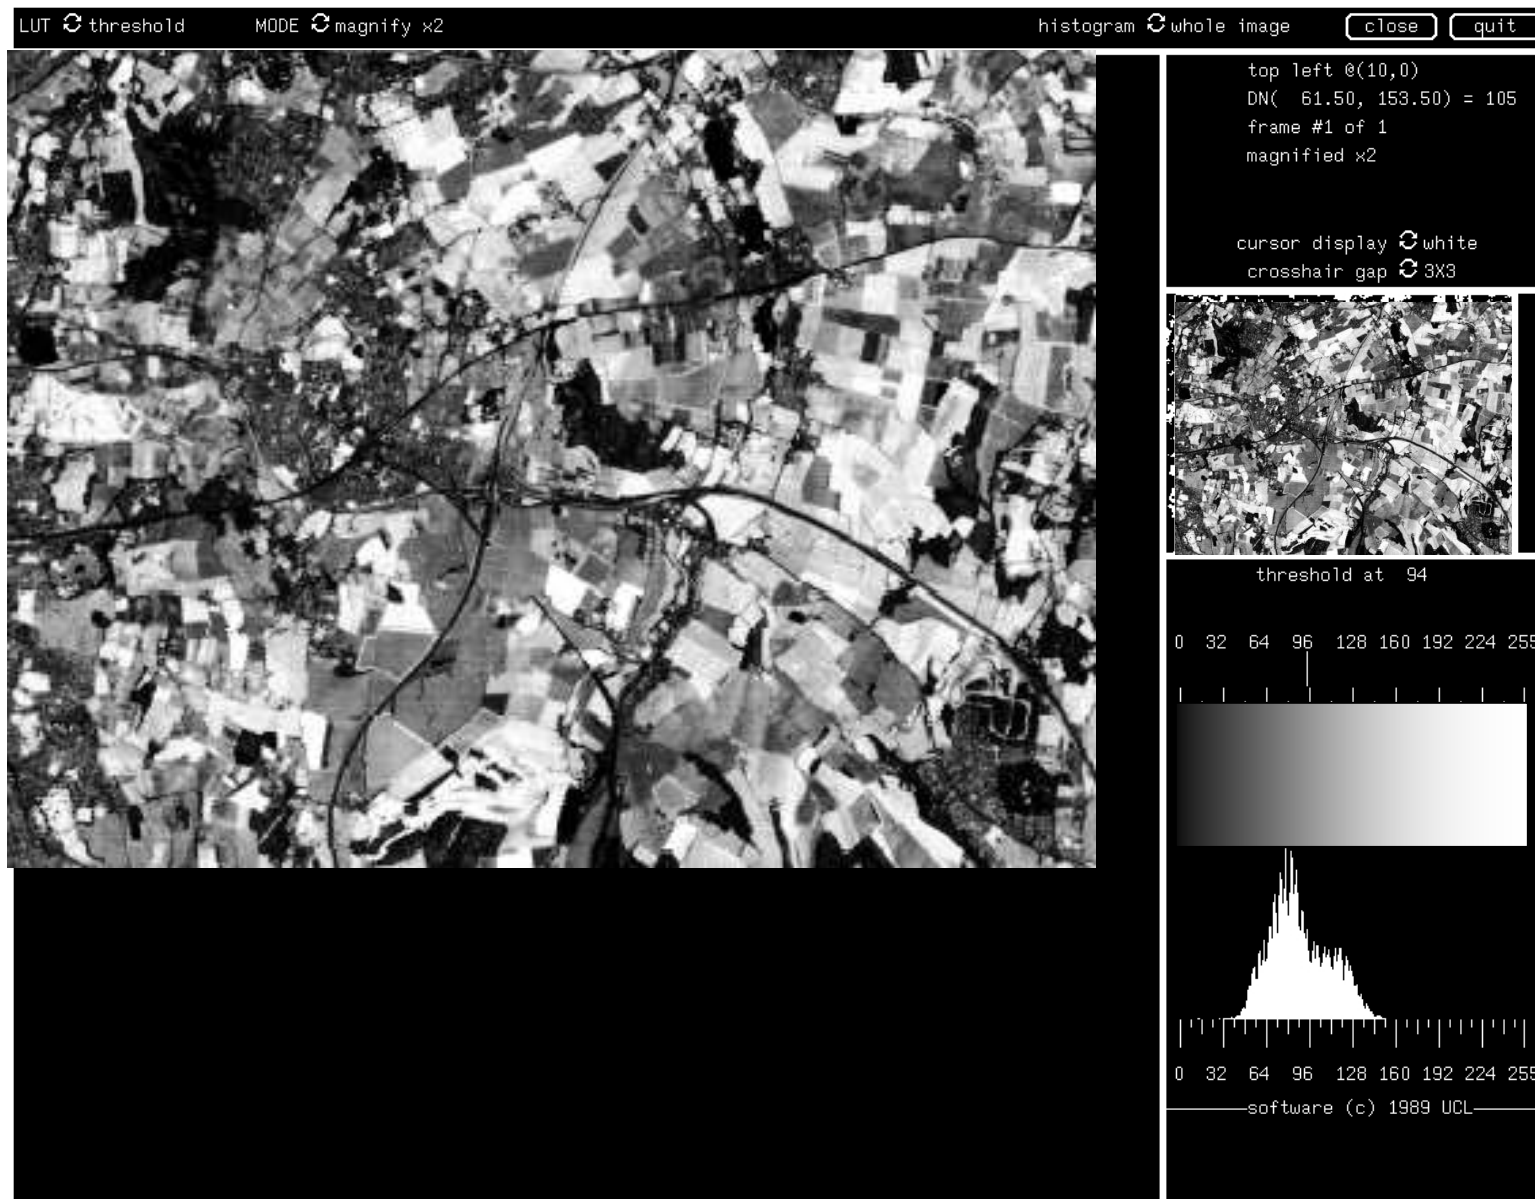 LUT threshold MODE magnify x2 histogram whole image close quit
top left @(10,0)
DN( 61.50, 153.50) = 105
frame #1 of 1
magnified x2
cursor display white
crosshair gap 3X3
threshold at 94
0 32 64 96 128 160 192 224 255
0 32 64 96 128 160 192 224 255
software (c) 1989 UCL